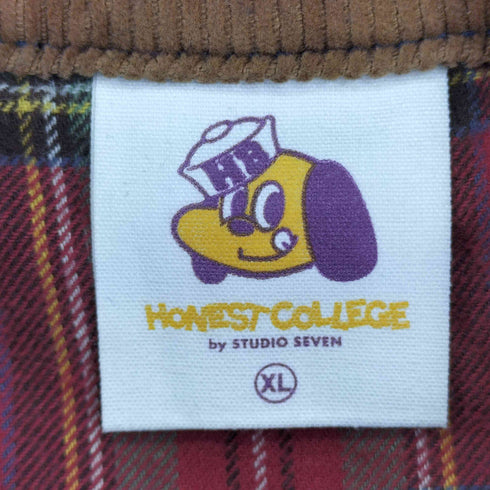 HB
HONEST COLLEGE
by STUDIO SEVEN
XL